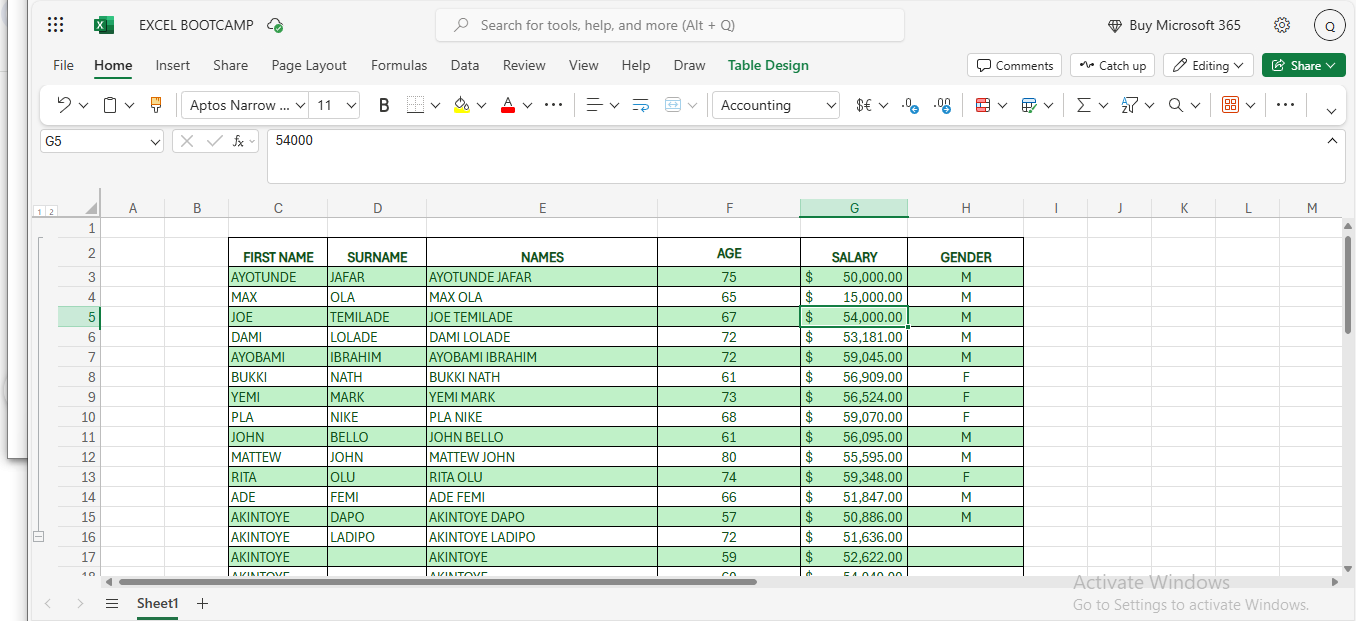 EXCEL BOOTCAMP
Search for tools, help, and more (Alt + Q)
Buy Microsoft 365
Q
File Home Insert Share Page Layout Formulas Data Review View Help Draw Table Design
Comments Catch up Editing Share
Aptos Narrow ... 11 B A Accounting $€ .0 .00
G5 fx 54000
1 2 A B C D E F G H I J K L M
1
2 FIRST NAME SURNAME NAMES AGE SALARY GENDER
3 AYOTUNDE JAFAR AYOTUNDE JAFAR 75 $ 50,000.00 M
4 MAX OLA MAX OLA 65 $ 15,000.00 M
5 JOE TEMILADE JOE TEMILADE 67 $ 54,000.00 M
6 DAMI LOLADE DAMI LOLADE 72 $ 53,181.00 M
7 AYOBAMI IBRAHIM AYOBAMI IBRAHIM 72 $ 59,045.00 M
8 BUKKI NATH BUKKI NATH 61 $ 56,909.00 F
9 YEMI MARK YEMI MARK 73 $ 56,524.00 F
10 PLA NIKE PLA NIKE 68 $ 59,070.00 F
11 JOHN BELLO JOHN BELLO 61 $ 56,095.00 M
12 MATTEW JOHN MATTEW JOHN 80 $ 55,595.00 M
13 RITA OLU RITA OLU 74 $ 59,348.00 F
14 ADE FEMI ADE FEMI 66 $ 51,847.00 M
15 AKINTOYE DAPO AKINTOYE DAPO 57 $ 50,886.00 M
16 AKINTOYE LADIPO AKINTOYE LADIPO 72 $ 51,636.00
17 AKINTOYE AKINTOYE 59 $ 52,622.00
18 AKINTOYE AKINTOYE
Activate Windows
Go to Settings to activate Windows.
Sheet1